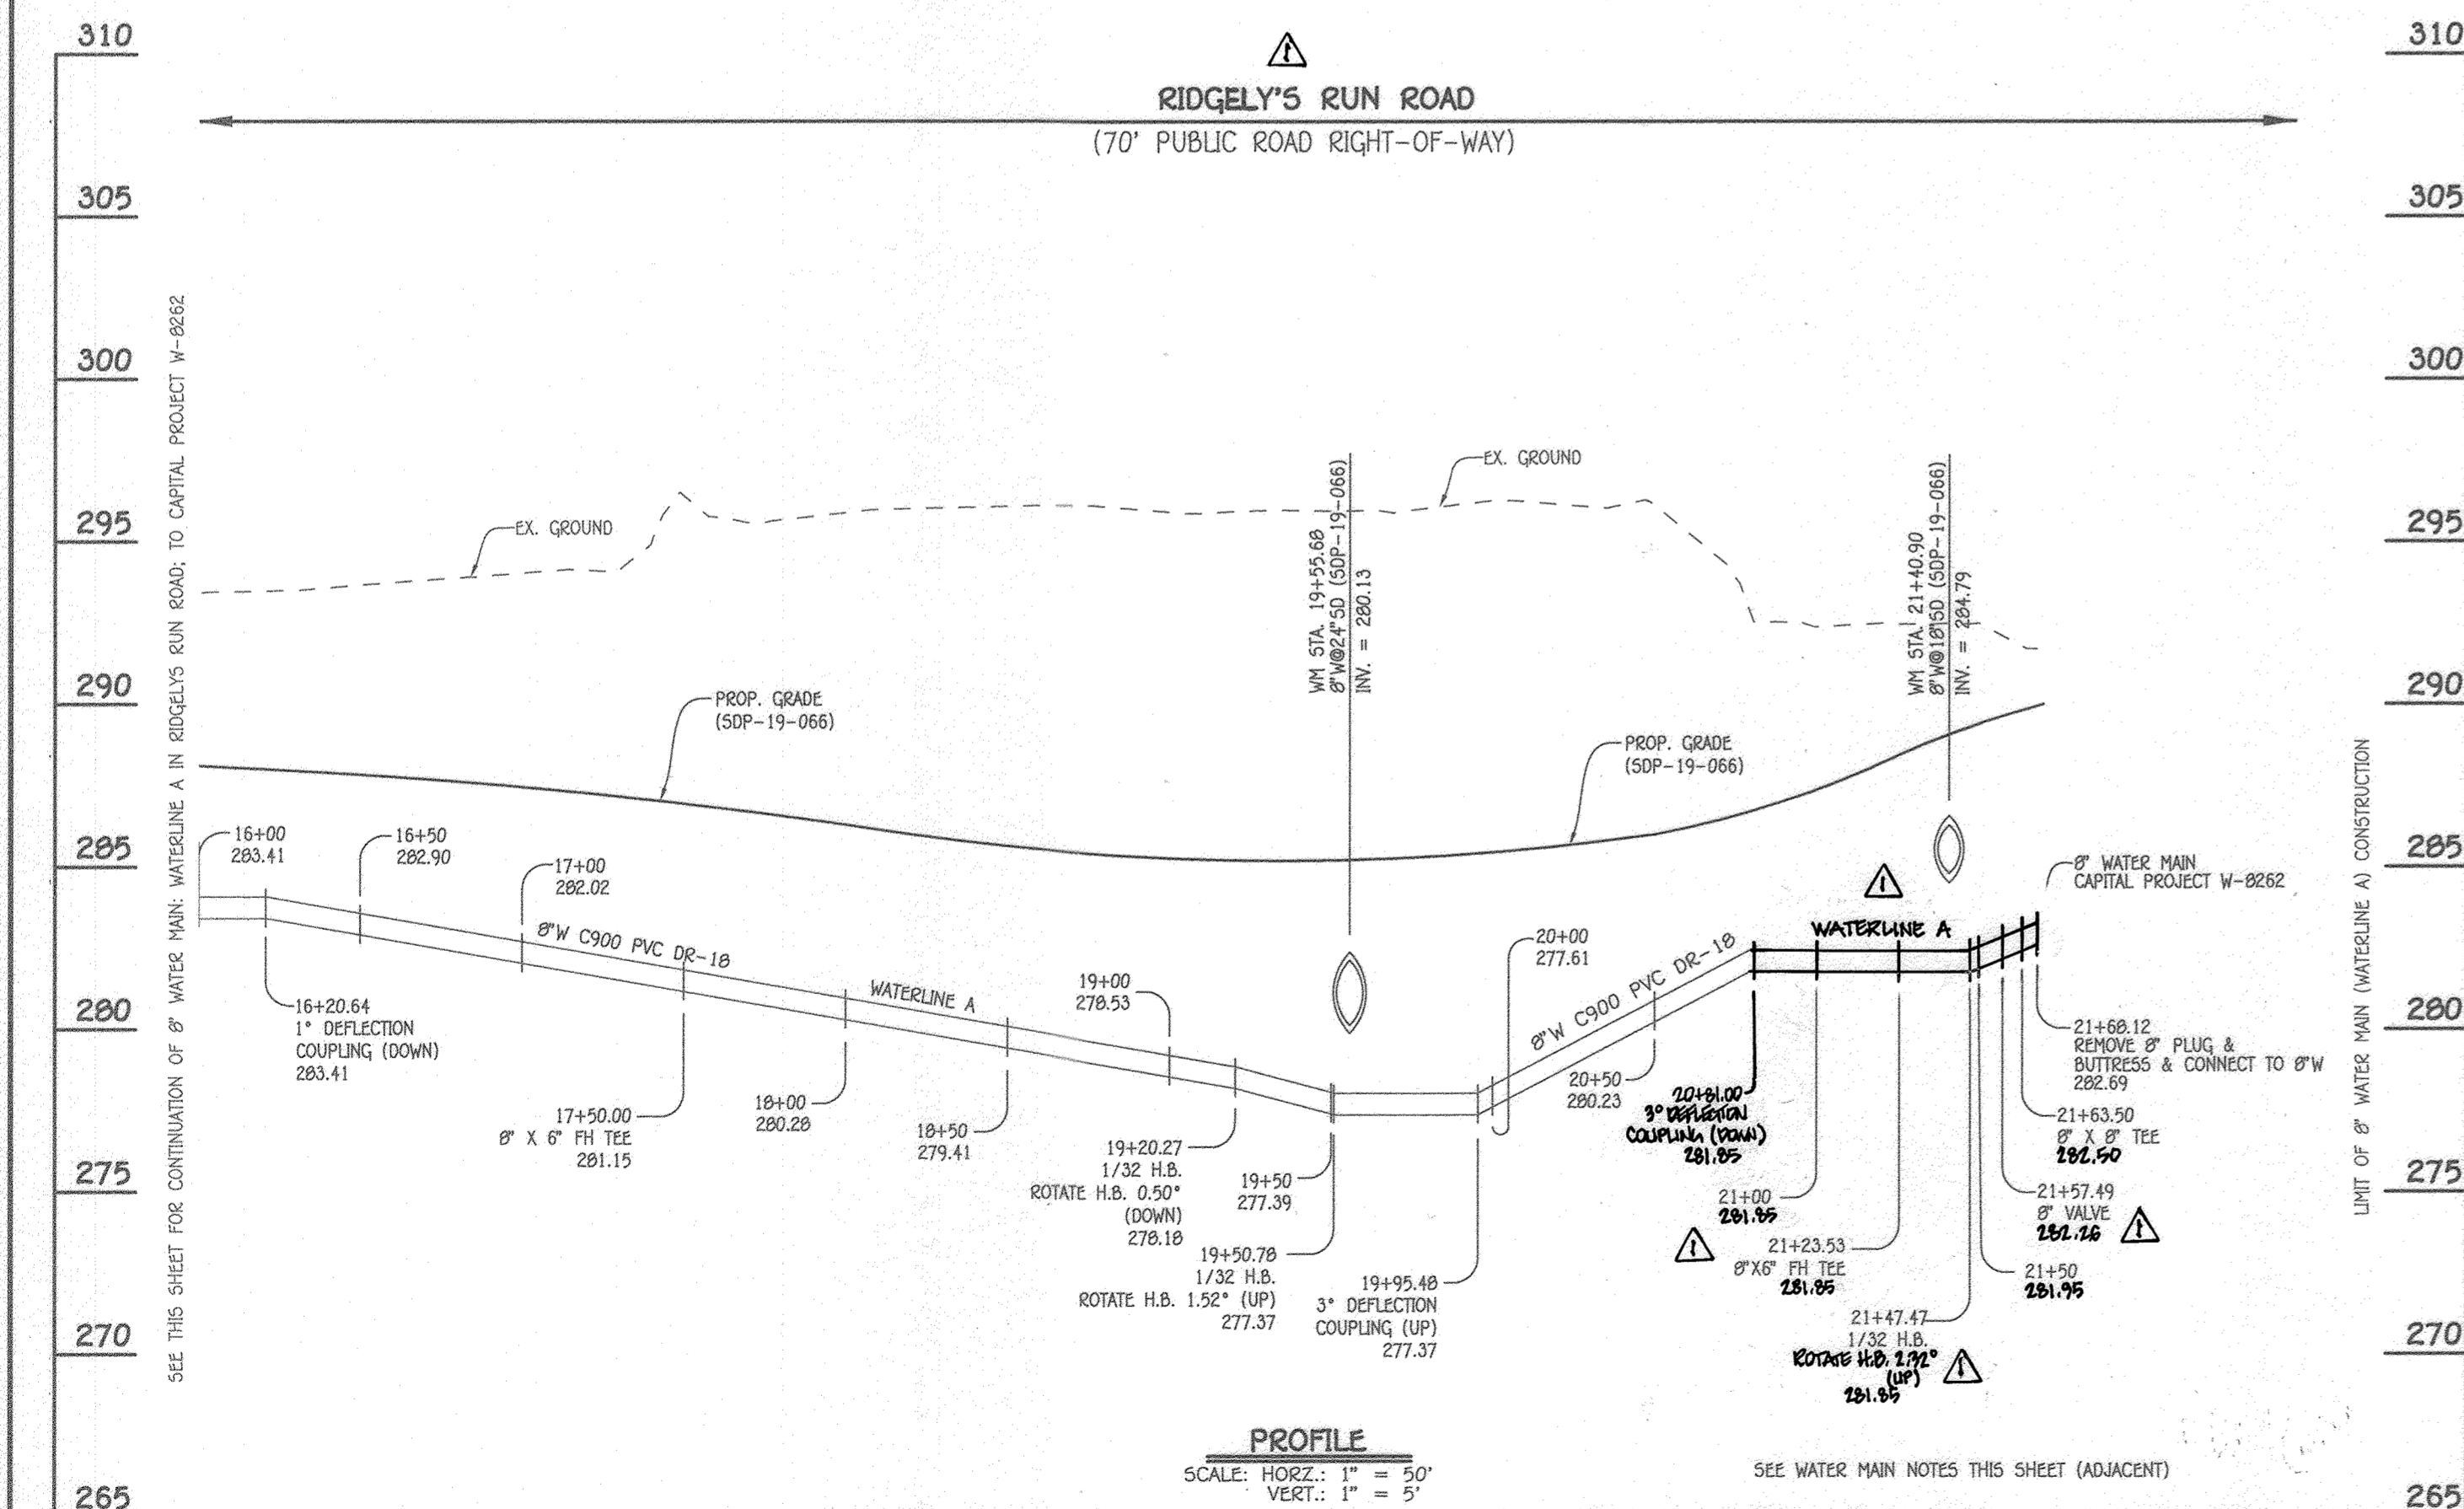 310
305
300
295
290
285
280
275
270
265
310
305
300
295
290
285
280
275
270
265
RIDGELY'S RUN ROAD
(70' PUBLIC ROAD RIGHT-OF-WAY)
SEE THIS SHEET FOR CONTINUATION OF 8" WATER MAIN: WATERLINE A IN RIDGELYS RUN ROAD; TO CAPITAL PROJECT W-8262
EX. GROUND
EX. GROUND
WM STA. 19+55.68
8"W@24"SD (SDP-19-066)
INV. = 280.13
WM STA. 21+40.90
8"W@18"SD (SDP-19-066)
INV. = 284.79
PROP. GRADE
(SDP-19-066)
PROP. GRADE
(SDP-19-066)
16+00
283.41
16+50
282.90
17+00
282.02
8"W C900 PVC DR-18
WATERLINE A
16+20.64
1° DEFLECTION
COUPLING (DOWN)
283.41
17+50.00
8" X 6" FH TEE
281.15
18+00
280.28
18+50
279.41
19+00
278.53
19+20.27
1/32 H.B.
ROTATE H.B. 0.50°
(DOWN)
278.18
19+50
277.39
19+50.78
1/32 H.B.
ROTATE H.B. 1.52° (UP)
277.37
19+95.48
3° DEFLECTION
COUPLING (UP)
277.37
20+00
277.61
8"W C900 PVC DR-18
20+50
280.23
20+81.00
3° DEFLECTION
COUPLING (DOWN)
281.85
WATERLINE A
21+00
281.85
21+23.53
8"X6" FH TEE
281.85
21+47.47
1/32 H.B.
ROTATE H.B. 2.72°
(UP)
281.85
21+50
281.95
21+57.49
8" VALVE
282.26
21+63.50
8" X 8" TEE
282.50
21+68.12
REMOVE 8" PLUG &
BUTTRESS & CONNECT TO 8"W
282.69
8" WATER MAIN
CAPITAL PROJECT W-8262
LIMIT OF 8" WATER MAIN (WATERLINE A) CONSTRUCTION
1
1
1
1
1
PROFILE
SCALE: HORZ.: 1" = 50'
VERT.: 1" = 5'
SEE WATER MAIN NOTES THIS SHEET (ADJACENT)